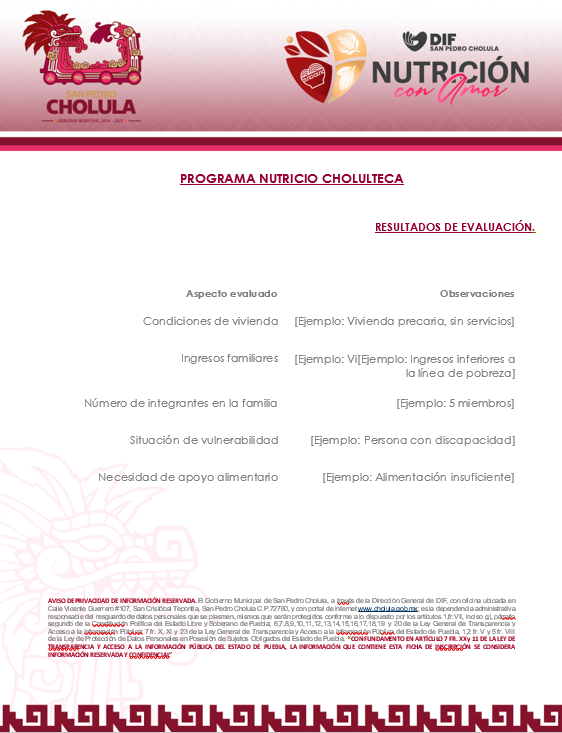 SAN PEDRO
CHOLULA
GOBIERNO MUNICIPAL 2024 - 2027
DIF
SAN PEDRO CHOLULA
NUTRICIÓN
con Amor
PROGRAMA NUTRICIO CHOLULTECA
RESULTADOS DE EVALUACIÓN.
Aspecto evaluado Observaciones
Condiciones de vivienda [Ejemplo: Vivienda precaria, sin servicios]
Ingresos familiares [Ejemplo: Vi[Ejemplo: Ingresos inferiores a
la línea de pobreza]
Número de integrantes en la familia [Ejemplo: 5 miembros]
Situación de vulnerabilidad [Ejemplo: Persona con discapacidad]
Necesidad de apoyo alimentario [Ejemplo: Alimentación insuficiente]
AVISO DE PRIVACIDAD DE INFORMACIÓN RESERVADA. El Gobierno Municipal de San Pedro Cholula, a través de la Dirección General de DIF, con oficina ubicada en
Calle Vicente Guerrero #107, San Cristóbal Tepontla, San Pedro Cholula C.P.72760, y con portal de internet www.cholula.gob.mx; es la dependencia administrativa
responsable del resguardo de datos personales que se plasmen, mismos que serán protegidos conforme a lo dispuesto por los artículos 1,fr.VII, inciso g),
segundo de la Constitución Política del Estado Libre y Soberano de Puebla; 6,7,8,9,10,11,12,13,14,15,16,17,18,19 y 20 de la Ley General de Transparencia y
Acceso a la información Pública; 7 fr. X, XI y 23 de la Ley General de Transparencia y Acceso a la información Pública del Estado de Puebla, 1,2 fr. V y 5 fr. VIII
de la Ley de Protección de Datos Personales en Posesión de Sujetos Obligados del Estado de Puebla, "CON FUNDAMENTO EN ARTÍCULO 7 FR. XX y 11 DE LA LEY DE
TRANSPARENCIA Y ACCESO A LA INFORMACIÓN PÚBLICA DEL ESTADO DE PUEBLA, LA INFORMACIÓN QUE CONTIENE ESTA FICHA DE INSCRIPCIÓN SE CONSIDERA
INFORMACIÓN RESERVADA Y CONFIDENCIAL"